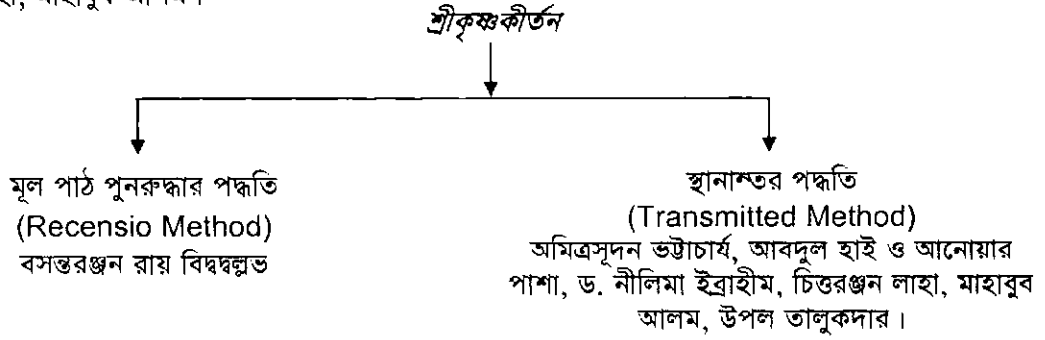 শ্রীকৃষ্ণকীর্তন
মূল পাঠ পুনরুদ্ধার পদ্ধতি
(Recensio Method)
বসন্তরঞ্জন রায় বিদ্বদ্বল্লভ
স্থানান্তর পদ্ধতি
(Transmitted Method)
অমিত্রসূদন ভট্টাচার্য, আবদুল হাই ও আনোয়ার
পাশা, ড. নীলিমা ইব্রাহীম, চিত্তরঞ্জন লাহা, মাহাবুব
আলম, উপল তালুকদার।